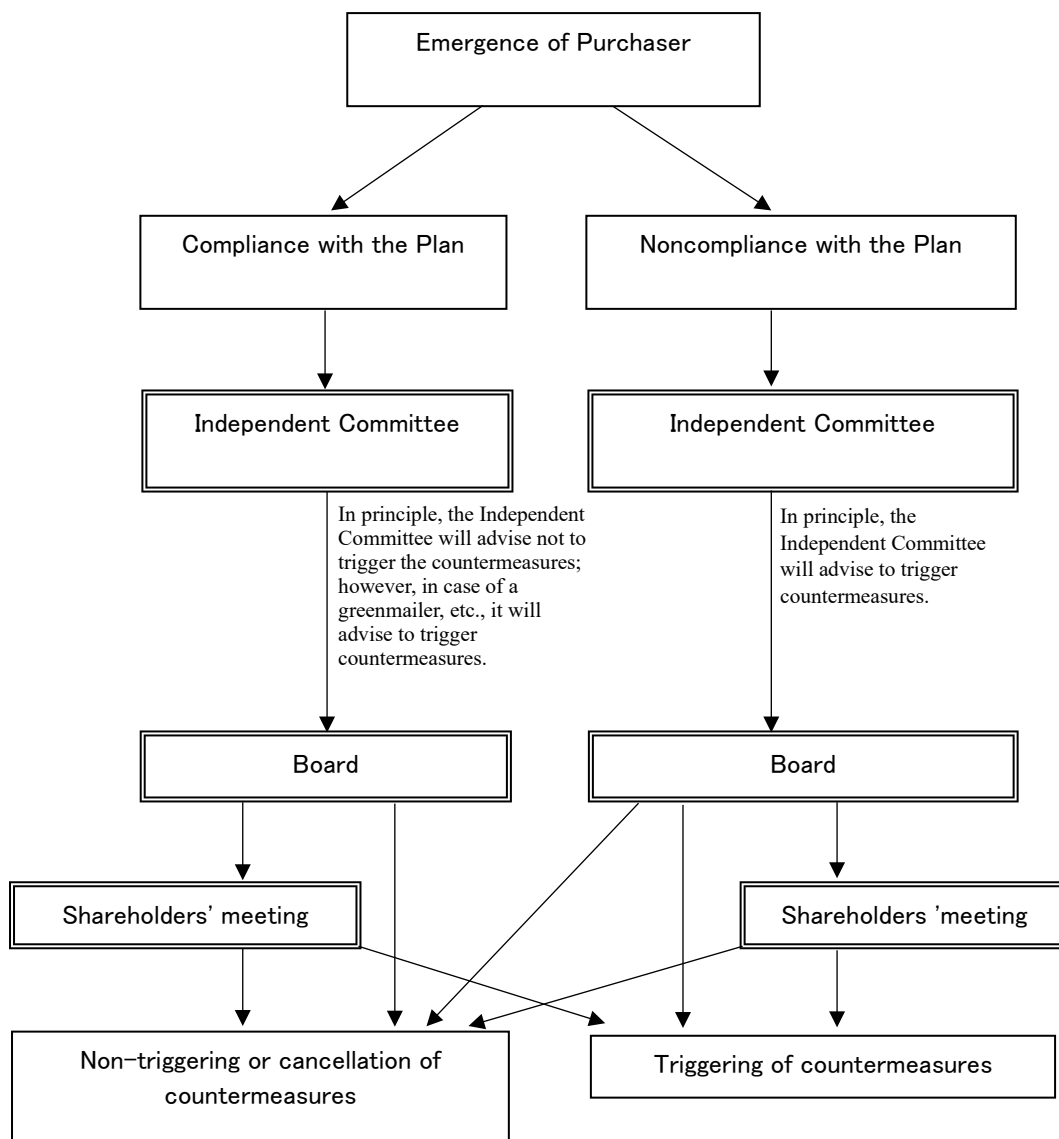 Emergence of Purchaser
Compliance with the Plan
Noncompliance with the Plan
Independent Committee
Independent Committee
In principle, the Independent
Committee will advise not to
trigger the countermeasures;
however, in case of a
greenmailer, etc., it will
advise to trigger
countermeasures.
In principle, the
Independent Committee
will advise to trigger
countermeasures.
Board
Board
Shareholders' meeting
Shareholders 'meeting
Non-triggering or cancellation of
countermeasures
Triggering of countermeasures